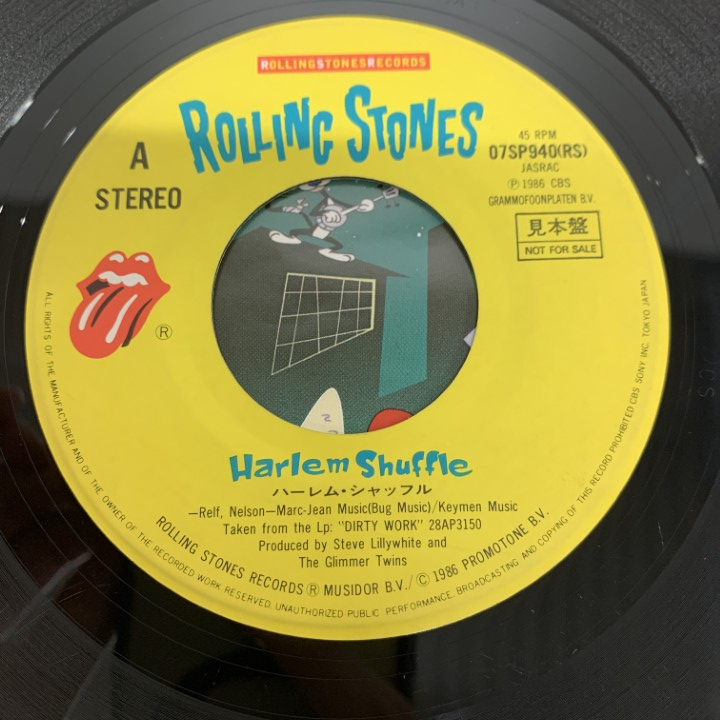 ROLLINGSTONESRECORDS
ROLLING STONES
A
STEREO
45 RPM
07SP940(RS)
JASRAC
Ⓟ 1986 CBS
GRAMMOFOONPLATEN B.V.
見本盤
NOT FOR SALE
®
Harlem Shuffle
ハーレム・シャッフル
—Relf, Nelson—Marc-Jean Music(Bug Music)/Keymen Music
Taken from the Lp: "DIRTY WORK" 28AP3150
Produced by Steve Lillywhite and
The Glimmer Twins
ROLLING STONES RECORDS® MUSIDOR B.V./© 1986 PROMOTONE B.V.
ALL RIGHTS OF THE MANUFACTURER AND OF THE OWNER OF THE RECORDED WORK RESERVED. UNAUTHORIZED PUBLIC PERFORMANCE, BROADCASTING AND COPYING OF THIS RECORD PROHIBITED CBS SONY INC. TOKYO JAPAN